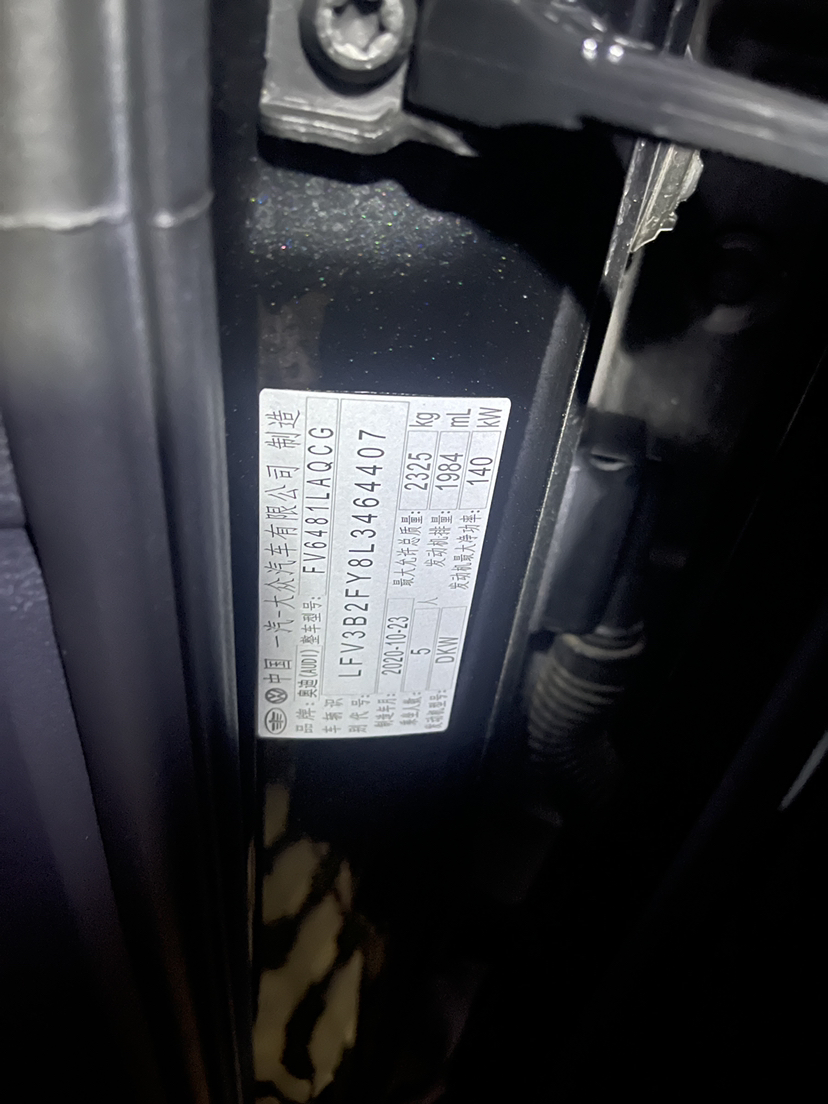 中国 一汽-大众汽车有限公司 制造
品牌: 奥迪(AUDI) 整车型号: FV6481LAQCG
车辆识别代号: LFV3B2FY8L3464407
制造年月: 2020-10-23 最大允许总质量: 2325 kg
乘坐人数: 5 人 发动机排量: 1984 mL
发动机型号: DKW 发动机最大净功率: 140 kW